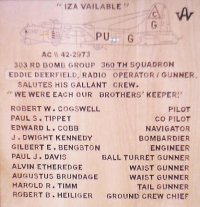 "IZA VAILABLE"
C
G
PU
G
AC # 42-2973
303 RD BOMB GROUP 360 TH SQUADRON
EDDIE DEERFIELD, RADIO OPERATOR / GUNNER,
SALUTES HIS GALLANT CREW.
"WE WERE EACH OUR BROTHERS' KEEPER!"
ROBERT W. COGSWELL PILOT
PAUL S. TIPPET CO PILOT
EDWARD L. COBB NAVIGATOR
J. DWIGHT KENNEDY BOMBARDIER
GILBERT E. BENGSTON ENGINEER
PAUL J. DAVIS BALL TURRET GUNNER
ALVIN ETHEREDGE WAIST GUNNER
AUGUSTUS BRUNDAGE WAIST GUNNER
HAROLD R. TIMM TAIL GUNNER
ROBERT B. HEILIGER GROUND CREW CHIEF